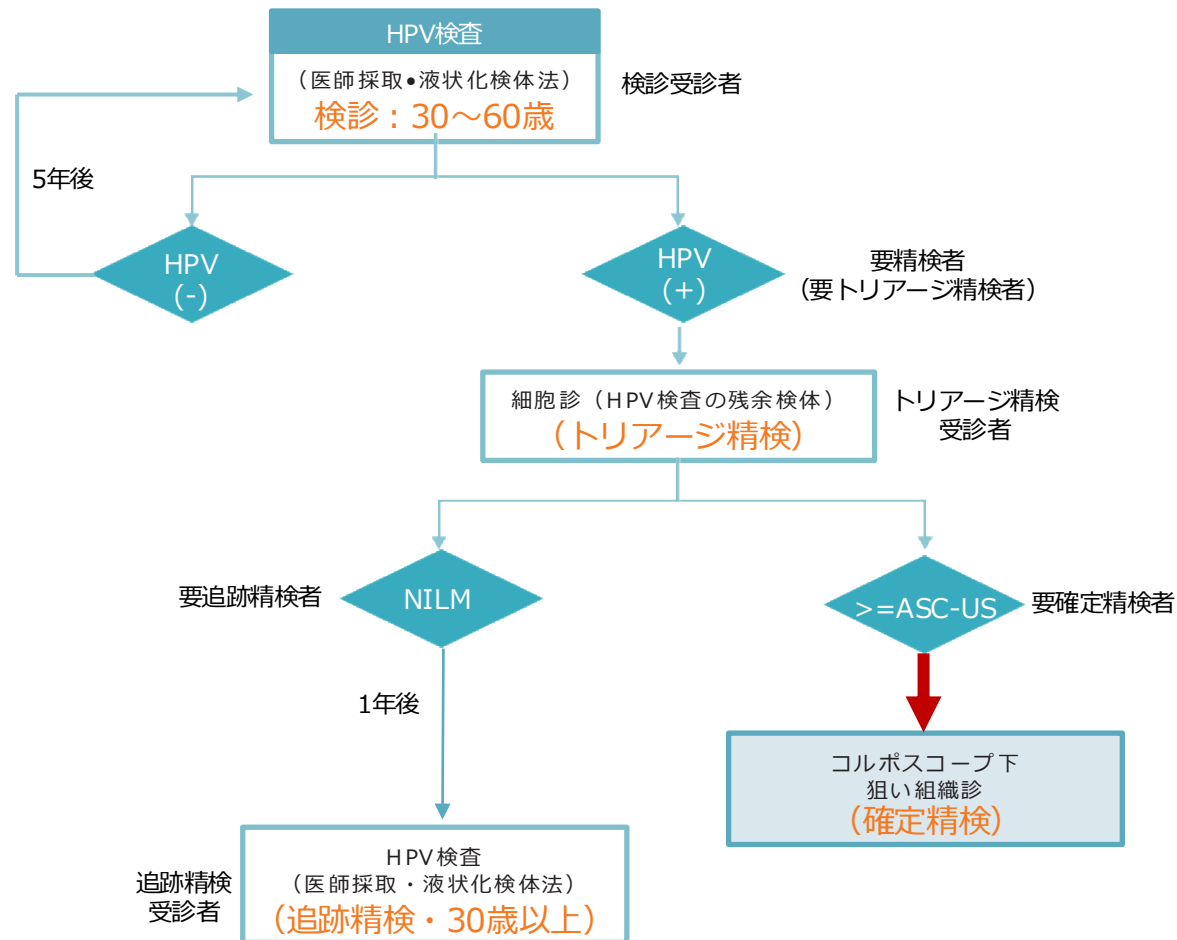 HPV検査
（医師採取•液状化検体法）
検診：30～60歳
検診受診者
5年後
HPV
(-)
HPV
(+)
要精検者
（要トリアージ精検者）
細胞診（HPV検査の残余検体）
（トリアージ精検）
トリアージ精検
受診者
要追跡精検者
NILM
>=ASC-US
要確定精検者
1年後
コルポスコープ下
狙い組織診
（確定精検）
追跡精検
受診者
HPV検査
（医師採取・液状化検体法）
（追跡精検・30歳以上）